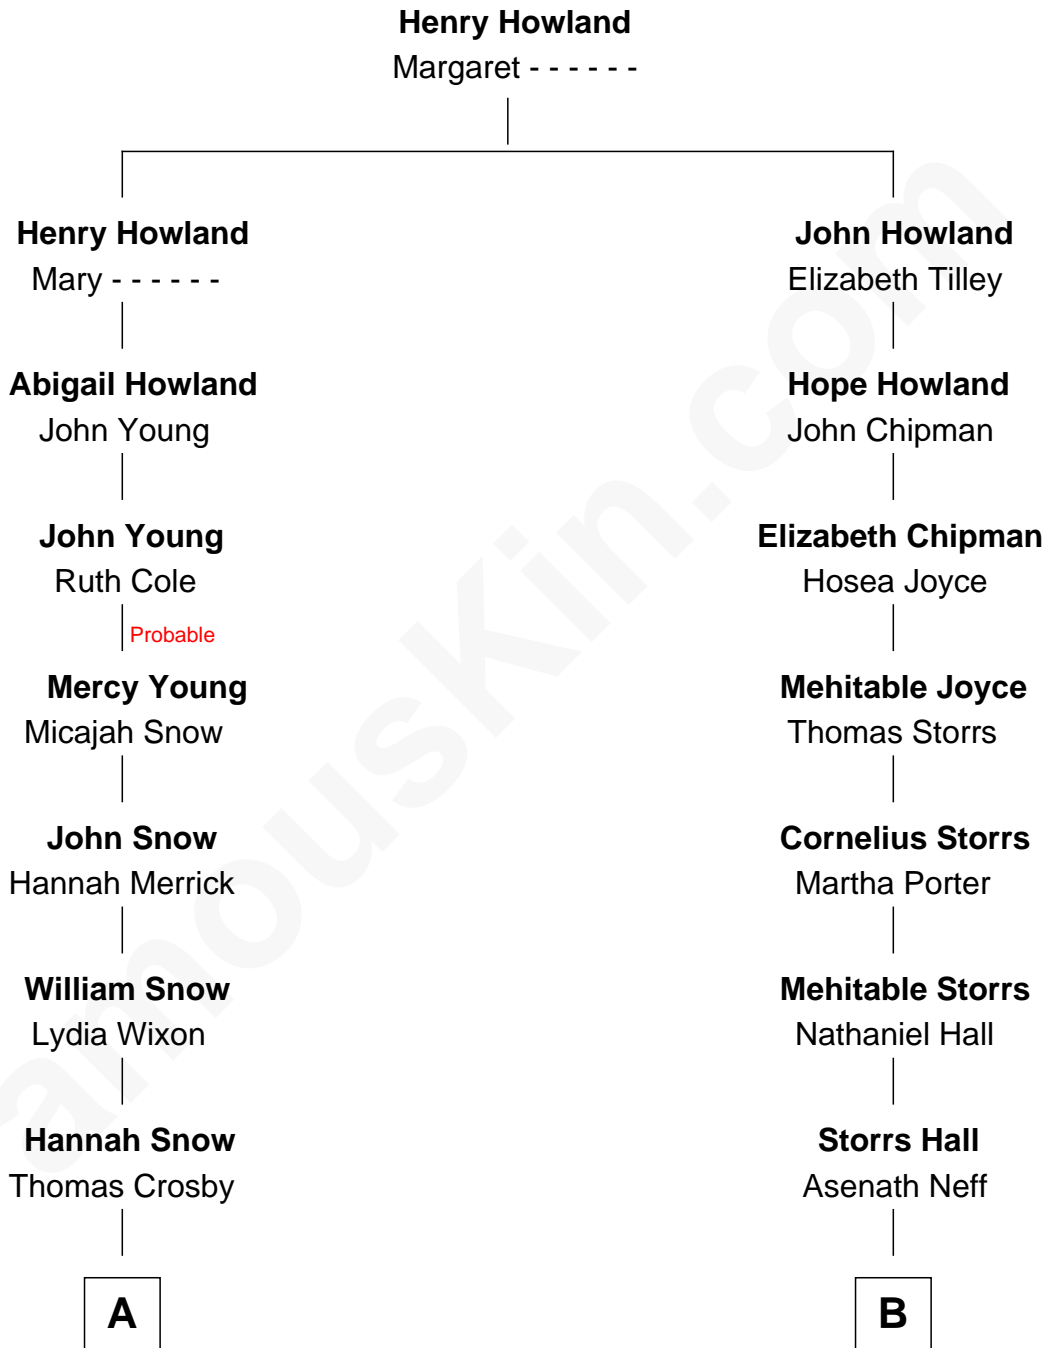 Henry Howland
Margaret - - - - - -
Henry Howland
Mary - - - - - -
John Howland
Elizabeth Tilley
Abigail Howland
John Young
Hope Howland
John Chipman
John Young
Ruth Cole
Elizabeth Chipman
Hosea Joyce
Probable
Mercy Young
Micajah Snow
Mehitable Joyce
Thomas Storrs
John Snow
Hannah Merrick
Cornelius Storrs
Martha Porter
William Snow
Lydia Wixon
Mehitable Storrs
Nathaniel Hall
Hannah Snow
Thomas Crosby
Storrs Hall
Asenath Neff
A
B
amousKin.com